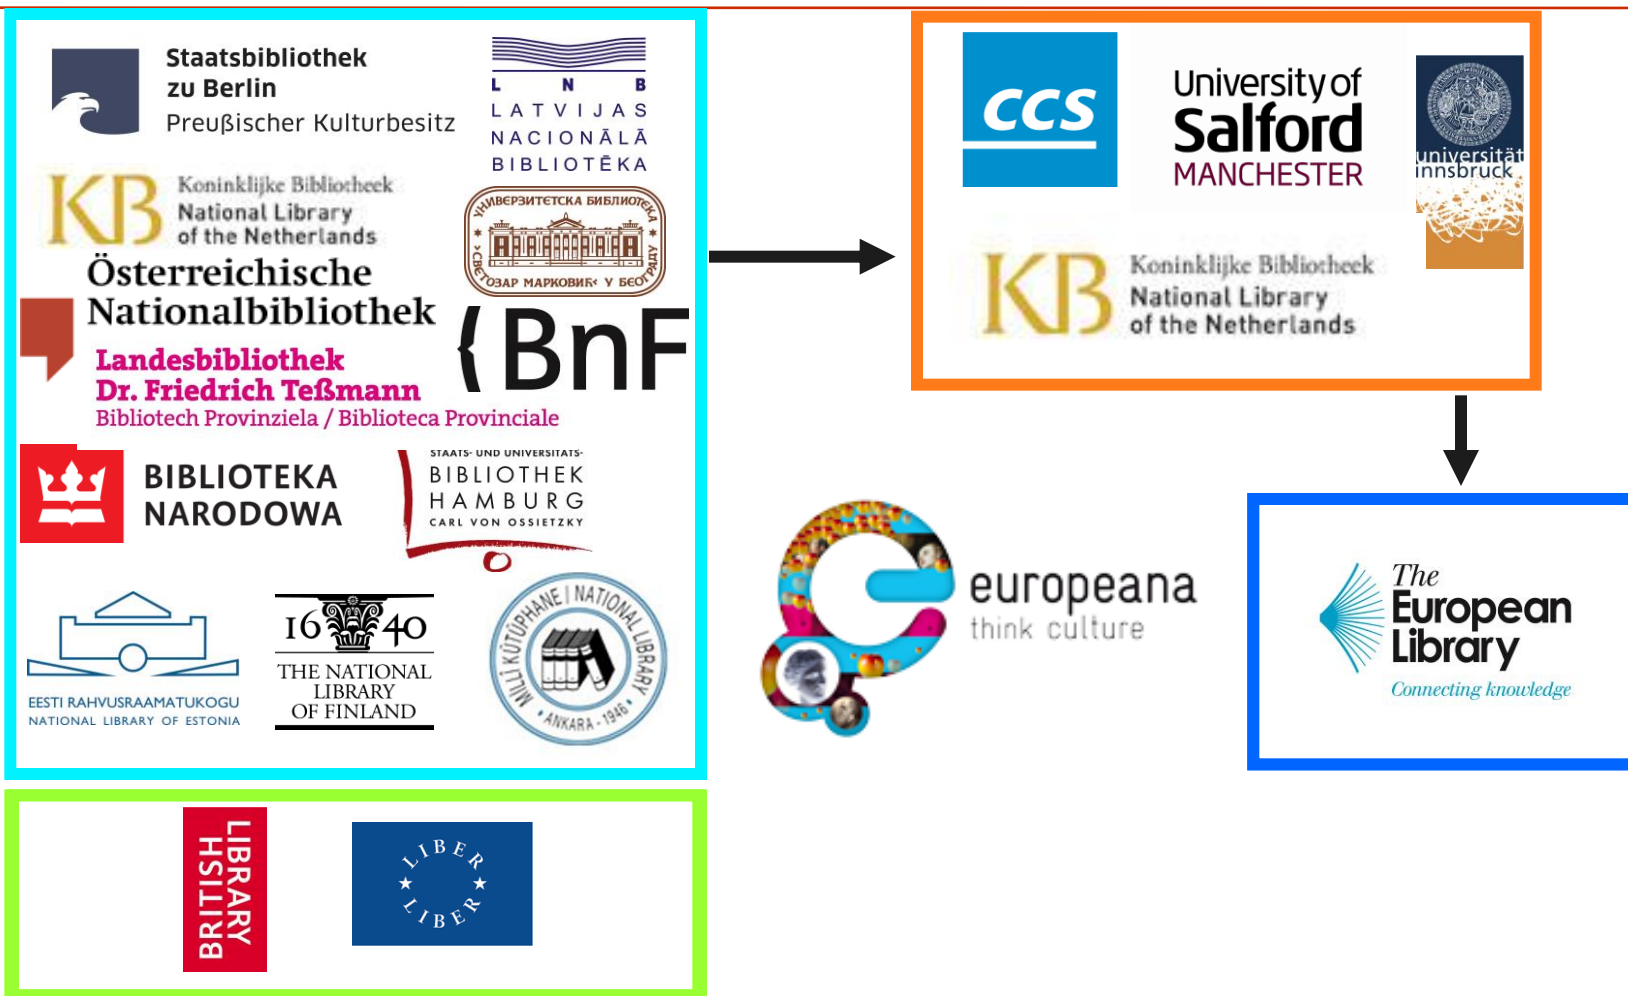 Staatsbibliothek
zu Berlin
Preußischer Kulturbesitz
L N B
LATVIJAS
NACIONĀLĀ
BIBLIOTĒKA
KB
Koninklijke Bibliotheek
National Library
of the Netherlands
УНИВЕРЗИТЕТСКА БИБЛИОТЕКА
"СВЕТОЗАР МАРКОВИЋ" У БЕОГРАДУ
Österreichische
Nationalbibliothek
{BnF
Landesbibliothek
Dr. Friedrich Teßmann
Bibliotech Provinziela / Biblioteca Provinciale
BIBLIOTEKA
NARODOWA
STAATS- UND UNIVERSITÄTS-
BIBLIOTHEK
HAMBURG
CARL VON OSSIETZKY
EESTI RAHVUSRAAMATUKOGU
NATIONAL LIBRARY OF ESTONIA
1640
THE NATIONAL
LIBRARY
OF FINLAND
MİLLİ KÜTÜPHANE | NATIONAL LIBRARY
• ANKARA - 1946 •
BRITISH
LIBRARY
LIBER
LIBER
ccs
University of
Salford
MANCHESTER
universität
innsbruck
KB
Koninklijke Bibliotheek
National Library
of the Netherlands
europeana
think culture
The
European
Library
Connecting knowledge